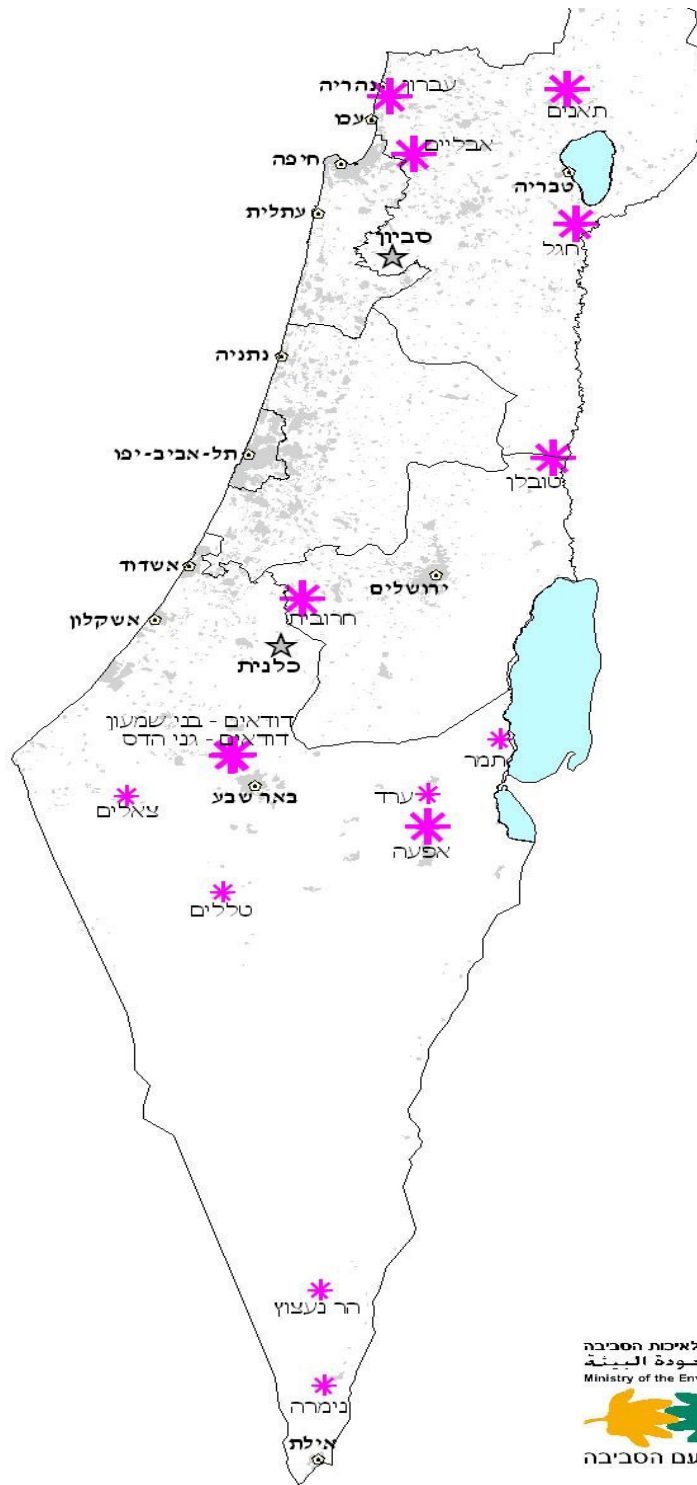 נהריה
עברון
תאנים
עכו
אבליים
חיפה
טבריה
עתלית
סביון
חגל
נתניה
תל-אביב-יפו
טובלן
אשדוד
ירושלים
חרובית
אשקלון
כלנית
דודאים - בני שמעון
דודאים - גני הדס
תמר
באר שבע
ערד
צאלים
אפעה
טללים
הר נעצוץ
נימרה
אילת
לאיכות הסביבה
جودة البيئة
Ministry of the Env
עם הסביבה